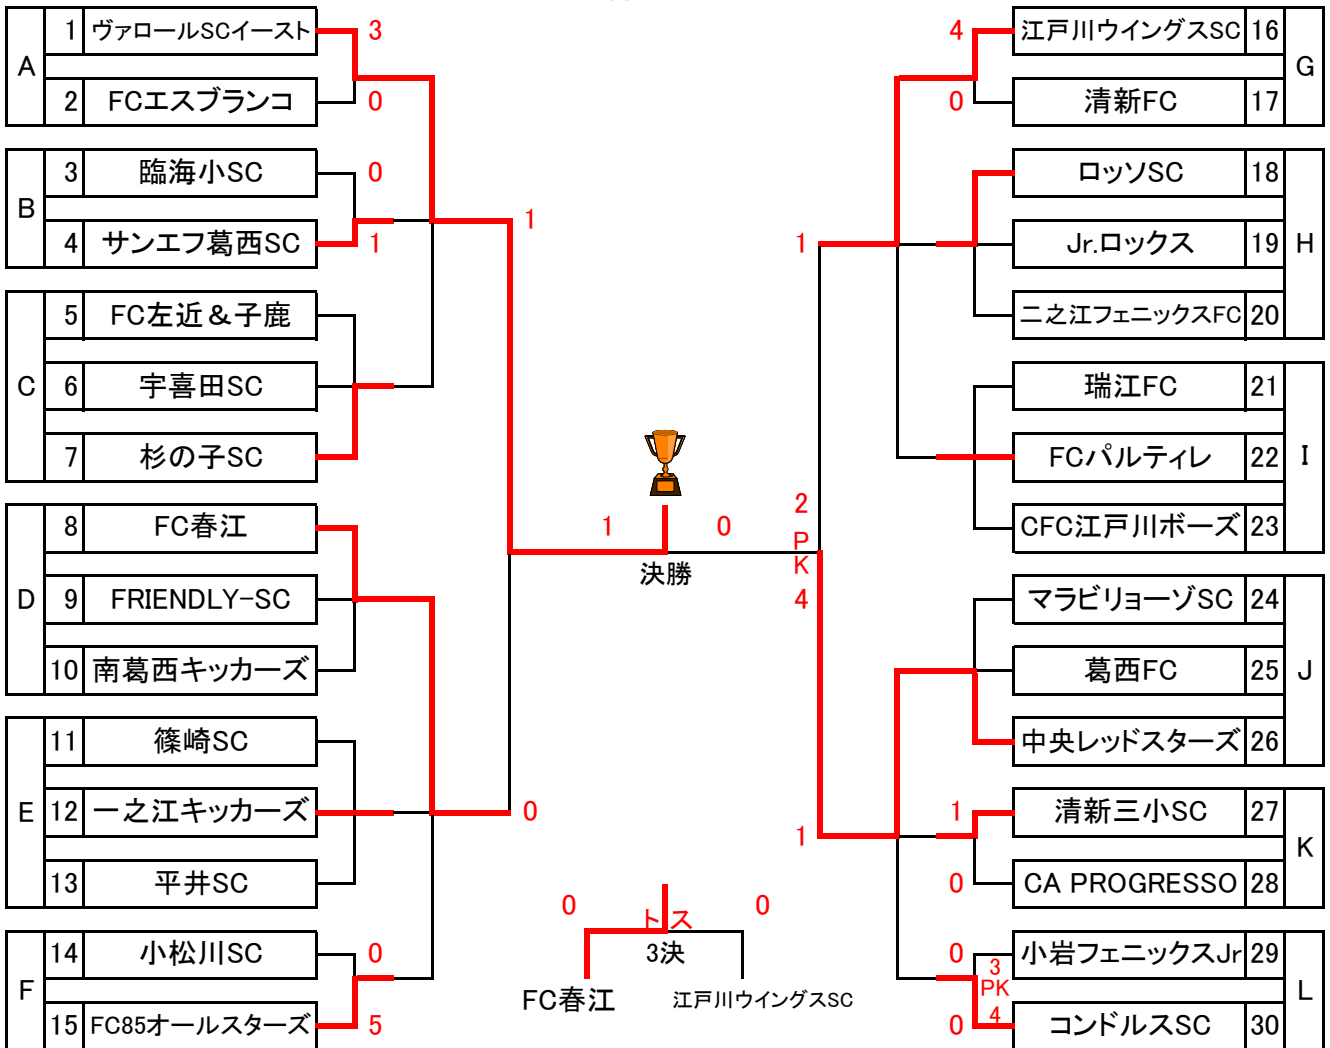 A
1 ヴァロールSCイースト 3
2 FCエスブランコ 0
B
3 臨海小SC 0
4 サンエフ葛西SC 1
C
5 FC左近&子鹿
6 宇喜田SC
7 杉の子SC
D
8 FC春江
9 FRIENDLY-SC
10 南葛西キッカーズ
E
11 篠崎SC
12 一之江キッカーズ
13 平井SC
F
14 小松川SC 0
15 FC85オールスターズ 5
1
0
1 0
決勝
0 トス 0
3決
FC春江 江戸川ウイングスSC
1
2
PK
4
1
4 江戸川ウイングスSC 16
0 清新FC 17
G
ロッソSC 18
Jr.ロックス 19
二之江フェニックスFC 20
H
瑞江FC 21
FCパルティレ 22
CFC江戸川ボーズ 23
I
マラビリョーゾSC 24
葛西FC 25
中央レッドスターズ 26
J
1 清新三小SC 27
0 CA PROGRESSO 28
K
0 小岩フェニックスJr 29
3
PK
4
0 コンドルスSC 30
L